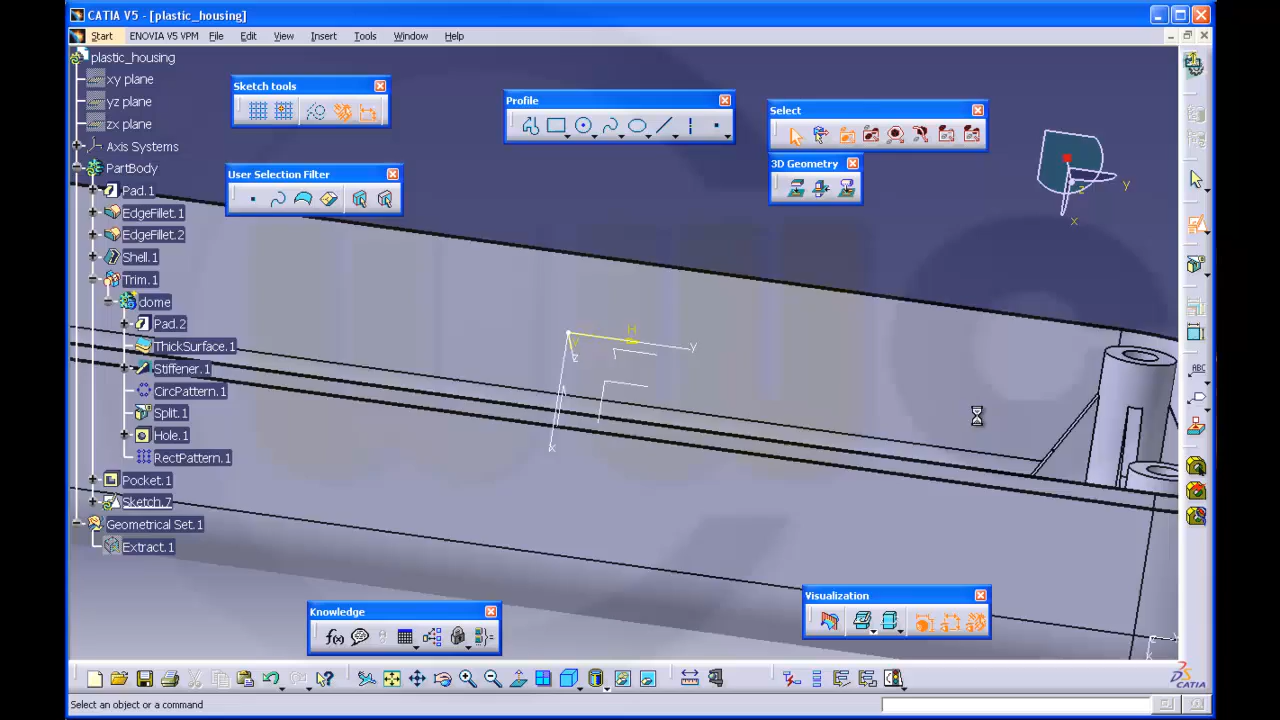 CATIA V5 - [plastic_housing]
Start ENOVIA V5 VPM File Edit View Insert Tools Window Help
plastic_housing
xy plane
yz plane
zx plane
Axis Systems
PartBody
Pad.1
EdgeFillet.1
EdgeFillet.2
Shell.1
Trim.1
dome
Pad.2
ThickSurface.1
Stiffener.1
CircPattern.1
Split.1
Hole.1
RectPattern.1
Pocket.1
Sketch.7
Geometrical Set.1
Extract.1
Sketch tools
User Selection Filter
Profile
Select
3D Geometry
y
z
x
H
y
z
x
ABC
Knowledge
f(x)
Visualization
CATIA
Select an object or a command